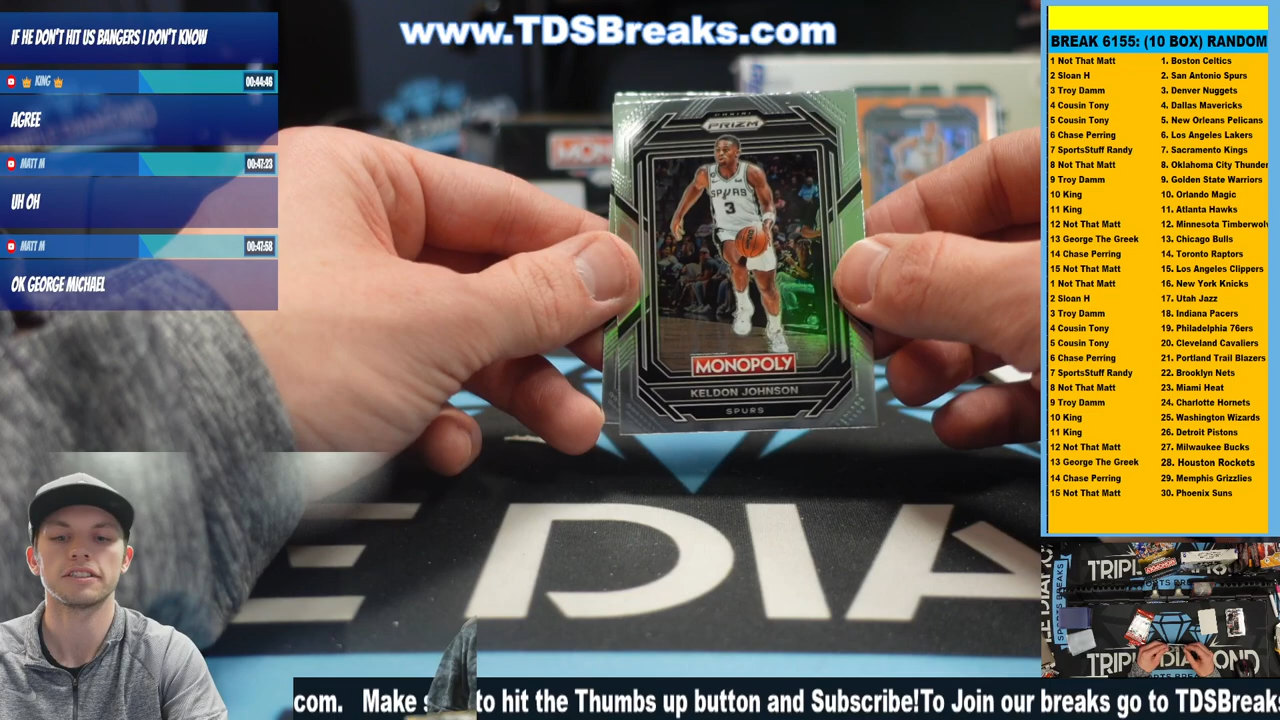 www.TDSBreaks.com
IF HE DON'T HIT US BANGERS I DON'T KNOW
KING
00:44:46
AGREE
MATT M
00:47:23
UH OH
MATT M
00:47:58
OK GEORGE MICHAEL
PANINI
PRIZM
SPURS
3
MONOPOLY
KELDON JOHNSON
SPURS
E DIA
BREAK 6155: (10 BOX) RANDOM
1 Not That Matt 1. Boston Celtics
2 Sloan H 2. San Antonio Spurs
3 Troy Damm 3. Denver Nuggets
4 Cousin Tony 4. Dallas Mavericks
5 Cousin Tony 5. New Orleans Pelicans
6 Chase Perring 6. Los Angeles Lakers
7 SportsStuff Randy 7. Sacramento Kings
8 Not That Matt 8. Oklahoma City Thunder
9 Troy Damm 9. Golden State Warriors
10 King 10. Orlando Magic
11 King 11. Atlanta Hawks
12 Not That Matt 12. Minnesota Timberwolv
13 George The Greek 13. Chicago Bulls
14 Chase Perring 14. Toronto Raptors
15 Not That Matt 15. Los Angeles Clippers
1 Not That Matt 16. New York Knicks
2 Sloan H 17. Utah Jazz
3 Troy Damm 18. Indiana Pacers
4 Cousin Tony 19. Philadelphia 76ers
5 Cousin Tony 20. Cleveland Cavaliers
6 Chase Perring 21. Portland Trail Blazers
7 SportsStuff Randy 22. Brooklyn Nets
8 Not That Matt 23. Miami Heat
9 Troy Damm 24. Charlotte Hornets
10 King 25. Washington Wizards
11 King 26. Detroit Pistons
12 Not That Matt 27. Milwaukee Bucks
13 George The Greek 28. Houston Rockets
14 Chase Perring 29. Memphis Grizzlies
15 Not That Matt 30. Phoenix Suns
TRIPL
TRIPLE DIAMOND
com. Make to hit the Thumbs up button and Subscribe!To Join our breaks go to TDSBreaks